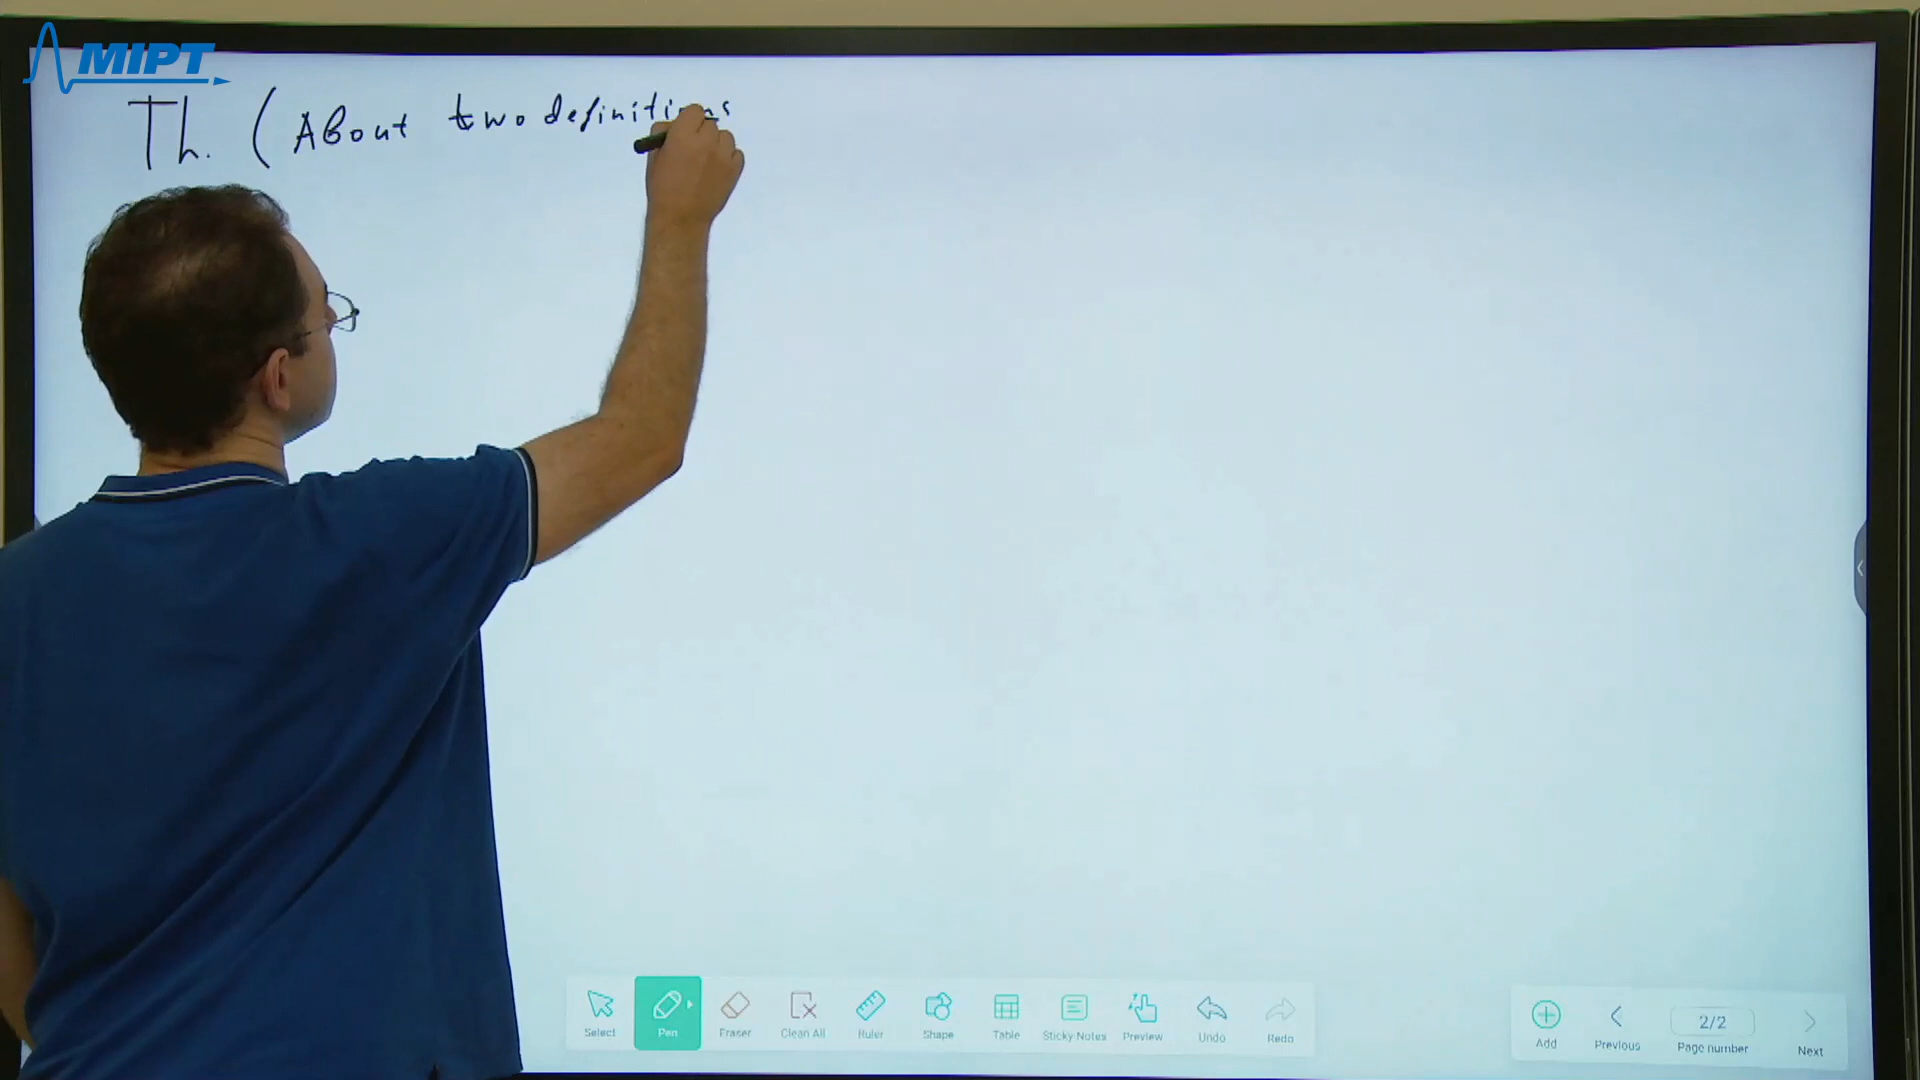 MIPT
Th. (About two definitions
Select Pen Eraser Clean All Ruler Shape Table Sticky Notes Preview Undo Redo
Add Previous 2/2 Page number Next